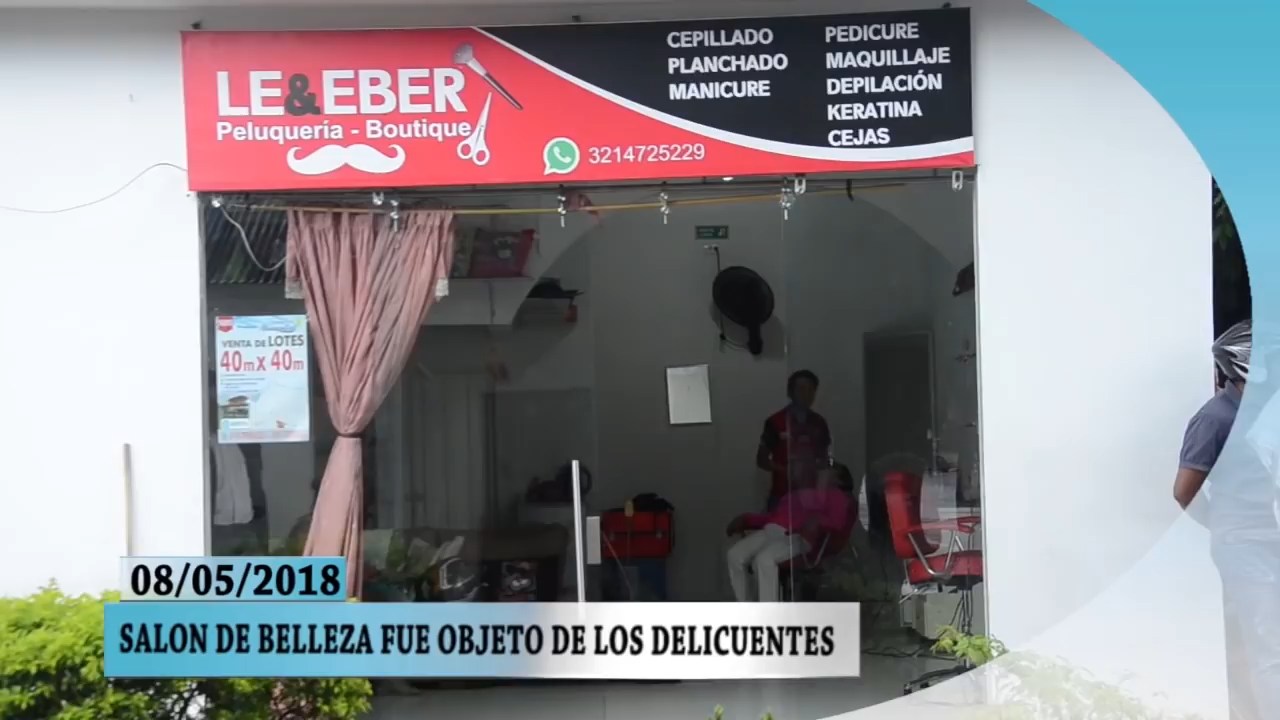 LE&EBER
Peluquería - Boutique
3214725229
CEPILLADO
PLANCHADO
MANICURE
PEDICURE
MAQUILLAJE
DEPILACIÓN
KERATINA
CEJAS
VENTA DE LOTES
40m x 40m
08/05/2018
SALON DE BELLEZA FUE OBJETO DE LOS DELICUENTES